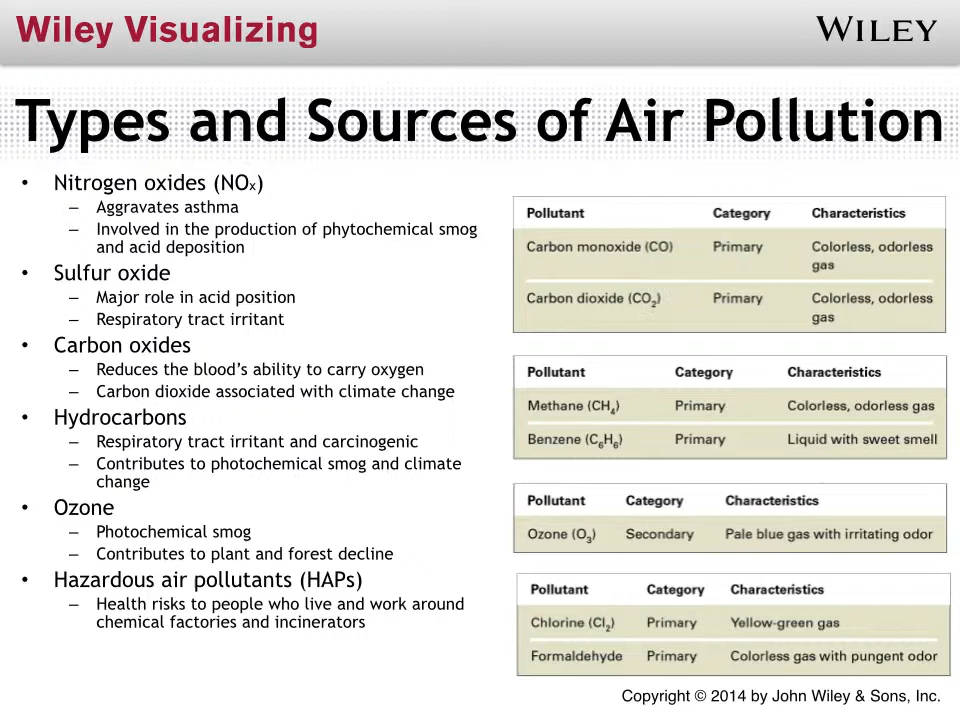 Wiley Visualizing
WILEY
Types and Sources of Air Pollution
• Nitrogen oxides (NOₓ)
– Aggravates asthma
– Involved in the production of phytochemical smog
and acid deposition
• Sulfur oxide
– Major role in acid position
– Respiratory tract irritant
• Carbon oxides
– Reduces the blood’s ability to carry oxygen
– Carbon dioxide associated with climate change
• Hydrocarbons
– Respiratory tract irritant and carcinogenic
– Contributes to photochemical smog and climate
change
• Ozone
– Photochemical smog
– Contributes to plant and forest decline
• Hazardous air pollutants (HAPs)
– Health risks to people who live and work around
chemical factories and incinerators
Pollutant Category Characteristics
Carbon monoxide (CO) Primary Colorless, odorless
gas
Carbon dioxide (CO₂) Primary Colorless, odorless
gas
Pollutant Category Characteristics
Methane (CH₄) Primary Colorless, odorless gas
Benzene (C₆H₆) Primary Liquid with sweet smell
Pollutant Category Characteristics
Ozone (O₃) Secondary Pale blue gas with irritating odor
Pollutant Category Characteristics
Chlorine (Cl₂) Primary Yellow-green gas
Formaldehyde Primary Colorless gas with pungent odor
Copyright © 2014 by John Wiley & Sons, Inc.